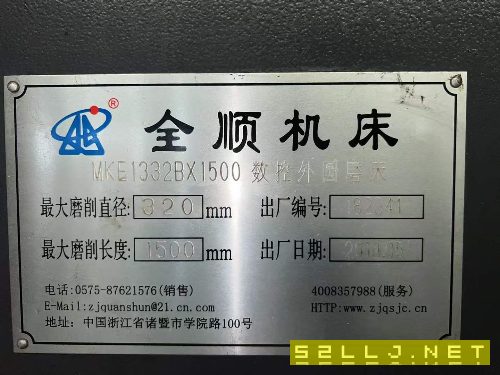 ®
全顺机床
MKE1332BX1500 数控外圆磨床
最大磨削直径: 320 mm 出厂编号:
最大磨削长度: 1500 mm 出厂日期:
电话:0575-87621576(销售) 4008357988(服务)
E-Mail:zjquanshun@21.cn.com HTTP:www.zjqsjc.cn
地址: 中国浙江省诸暨市学院路100号
52LLJ.NET